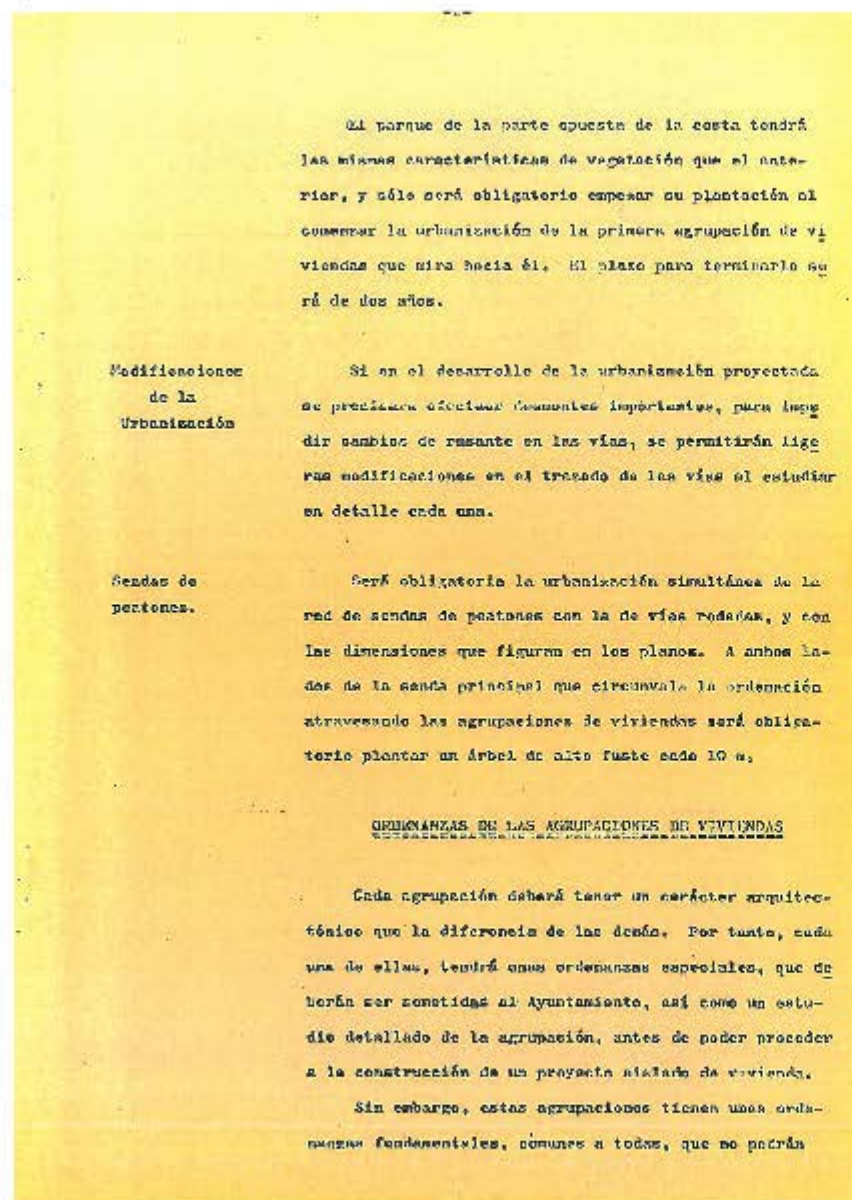 El parque de la parte opuesta de la costa tendrá
las mismas características de vegetación que el ante-
rior, y sólo será obligatorio empezar su plantación al
comenzar la urbanización de la primera agrupación de vi
viendas que mira hacia él. El plazo para terminarlo se
rá de dos años.
Modificaciones
de la
Urbanización
Si en el desarrollo de la urbanización proyectada
se precisara efectuar desmontes importantes, para impe
dir cambios de rasante en las vías, se permitirán lige
ras modificaciones en el trazado de las vías al estudiar
en detalle cada una.
Sendas de
peatones.
Será obligatoria la urbanización simultánea de la
red de sendas de peatones con la de vías rodadas, y con
las dimensiones que figuran en los planos. A ambos la-
dos de la senda principal que circunvala la ordenación
atravesando las agrupaciones de viviendas será obliga-
torio plantar un árbol de alto fuste cada 10 m.
ORDENANZAS DE LAS AGRUPACIONES DE VIVIENDAS
Cada agrupación deberá tener un carácter arquitec-
tónico que la diferencie de las demás. Por tanto, cada
una de ellas, tendrá unas ordenanzas especiales, que de
berán ser sometidas al Ayuntamiento, así como un estu-
dio detallado de la agrupación, antes de poder proceder
a la construcción de un proyecto aislado de vivienda.
Sin embargo, estas agrupaciones tienen unas orde-
nanzas fundamentales, comunes a todas, que no podrán